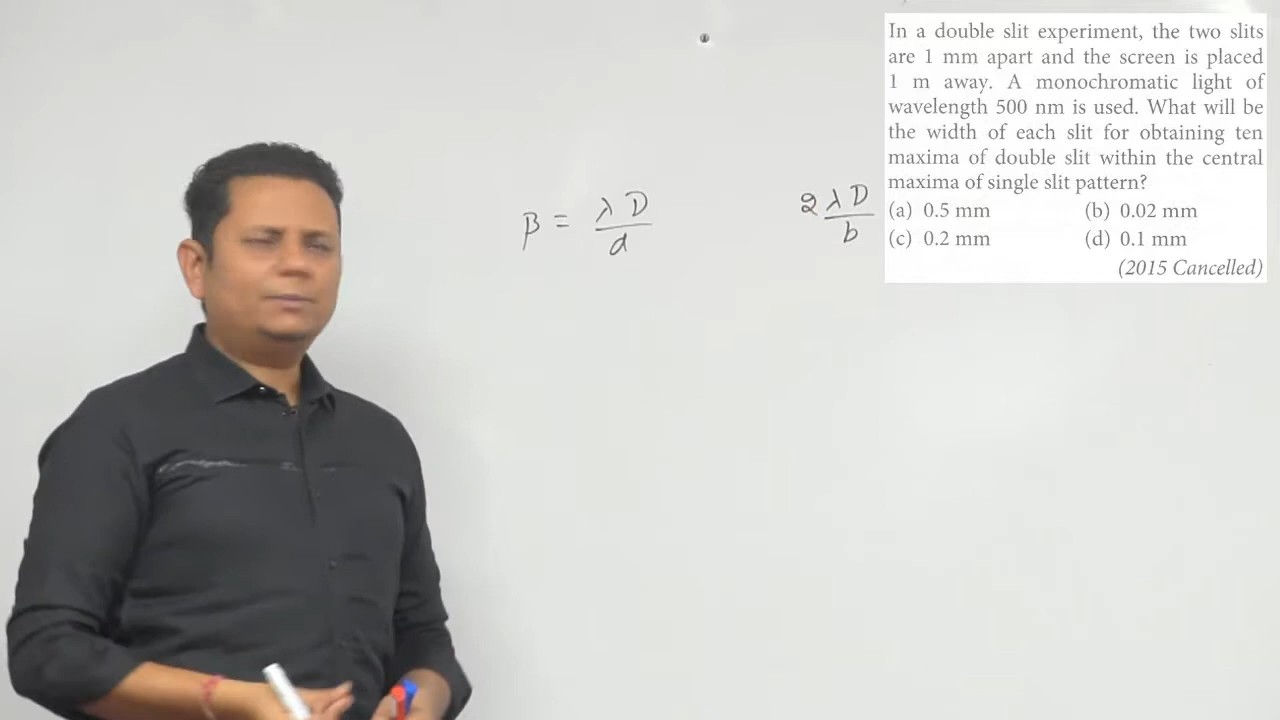 In a double slit experiment, the two slits
are 1 mm apart and the screen is placed
1 m away. A monochromatic light of
wavelength 500 nm is used. What will be
the width of each slit for obtaining ten
maxima of double slit within the central
maxima of single slit pattern?
(a) 0.5 mm (b) 0.02 mm
(c) 0.2 mm (d) 0.1 mm
(2015 Cancelled)
β = λD/d 2λD/b